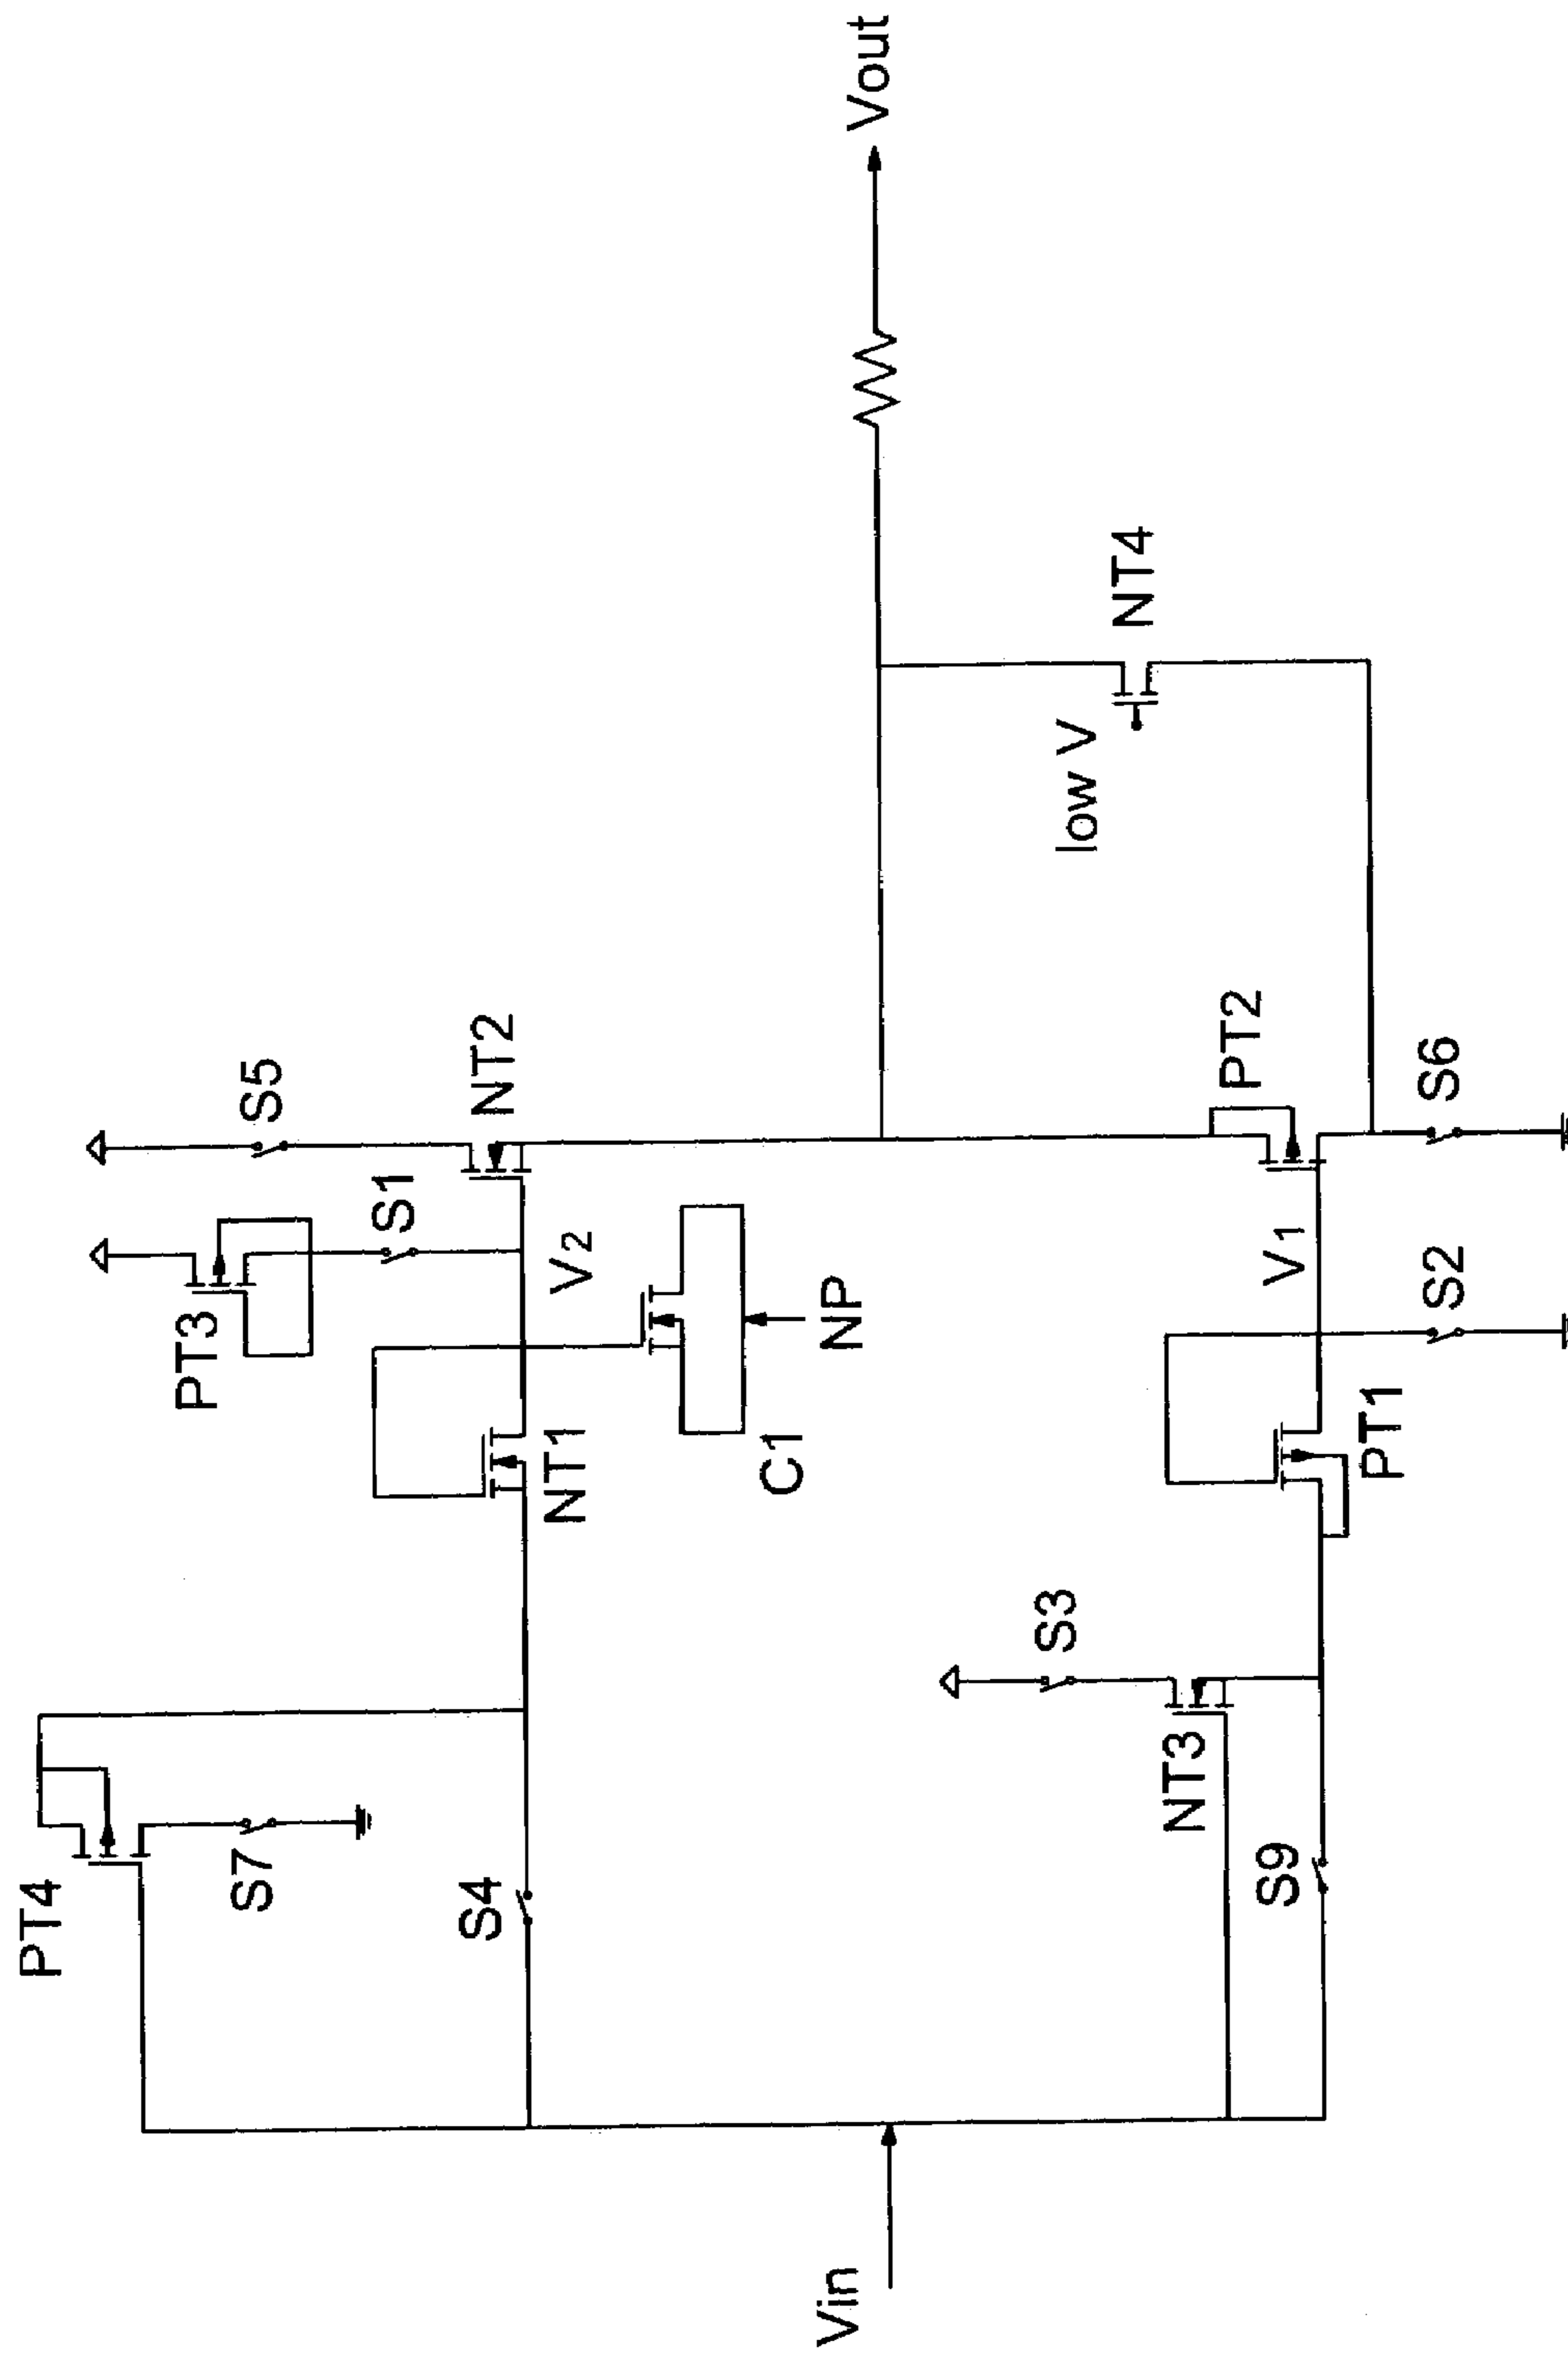 Vin
PT4
S7
S4
NT3
S9
S3
NT1
C1
NP
PT1
PT3
S1
V2
V1
S2
S5
NT2
PT2
S6
low V
NT4
Vout